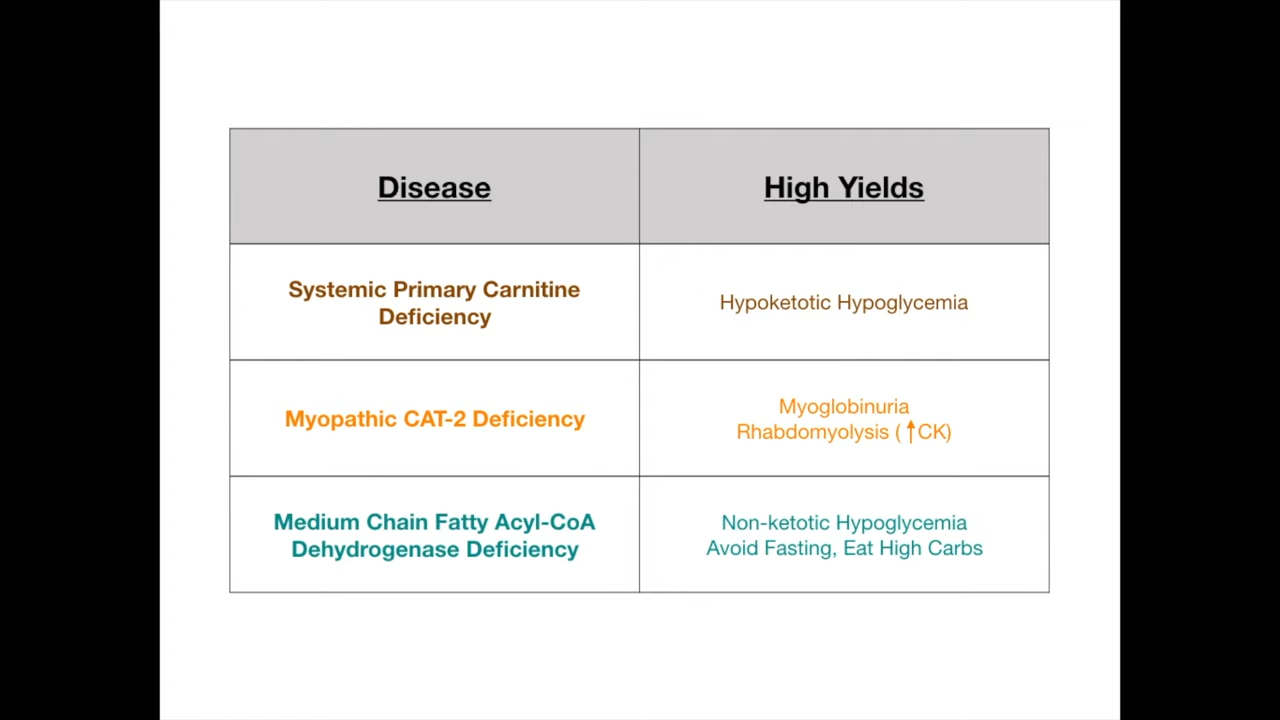 Disease
High Yields
Systemic Primary Carnitine
Deficiency
Hypoketotic Hypoglycemia
Myopathic CAT-2 Deficiency
Myoglobinuria
Rhabdomyolysis (↑CK)
Medium Chain Fatty Acyl-CoA
Dehydrogenase Deficiency
Non-ketotic Hypoglycemia
Avoid Fasting, Eat High Carbs